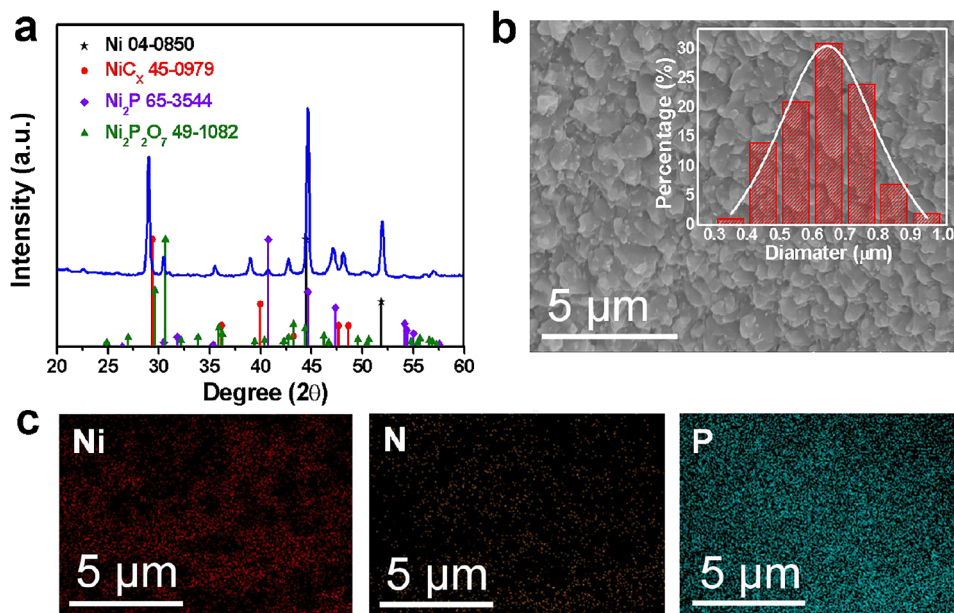 a
Ni 04-0850
NiCₓ 45-0979
Ni₂P 65-3544
Ni₂P₂O₇ 49-1082
Intensity (a.u.)
20 25 30 35 40 45 50 55 60
Degree (2θ)
b
Percentage (%)
30
25
20
15
10
5
0
0.3 0.4 0.5 0.6 0.7 0.8 0.9 1.0
Diamater (μm)
5 μm
c
Ni
5 μm
N
5 μm
P
5 μm